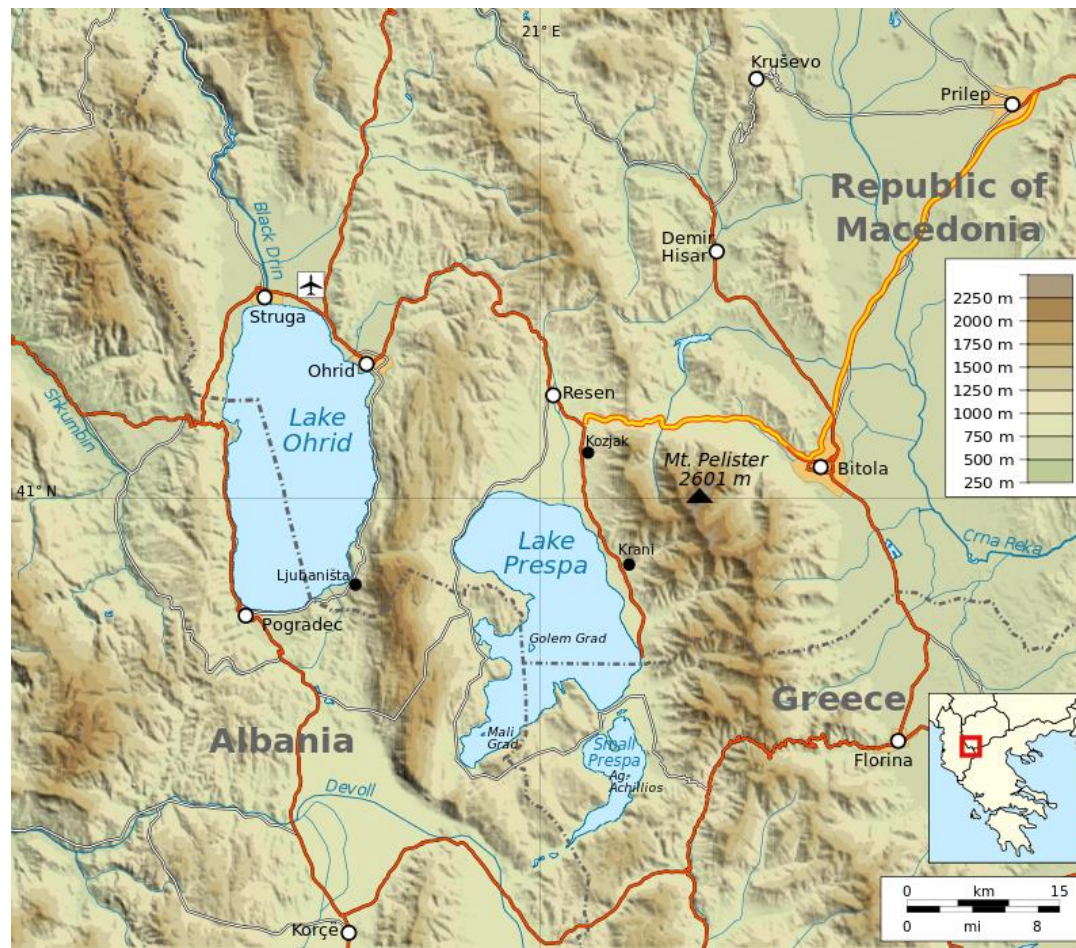 21° E
Kruševo
Prilep
Republic of
Macedonia
Black Drin
Demir
Hisar
2250 m
2000 m
1750 m
1500 m
1250 m
1000 m
750 m
500 m
250 m
Struga
Ohrid
Resen
Shkumbin
Lake
Ohrid
Kozjak
Mt. Pelister
2601 m
Bitola
41° N
Lake
Prespa
Krani
Crna Reka
Ljubaništa
Pogradec
Golem Grad
Greece
Albania
Mali
Grad
Small
Prespa
Ag.
Achillios
Florina
Devoll
Korçë
0 km 15
0 mi 8